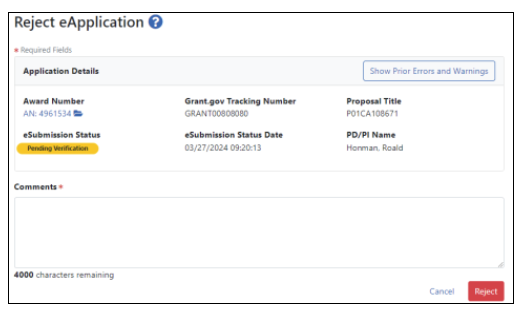 Reject eApplication ?
* Required Fields
Application Details
Show Prior Errors and Warnings
Award Number Grant.gov Tracking Number Proposal Title
AN: 4961534 GRANT00808080 P01CA108671
eSubmission Status eSubmission Status Date PD/PI Name
Pending Verification 03/27/2024 09:20:13 Honman, Roald
Comments *
4000 characters remaining
Cancel Reject